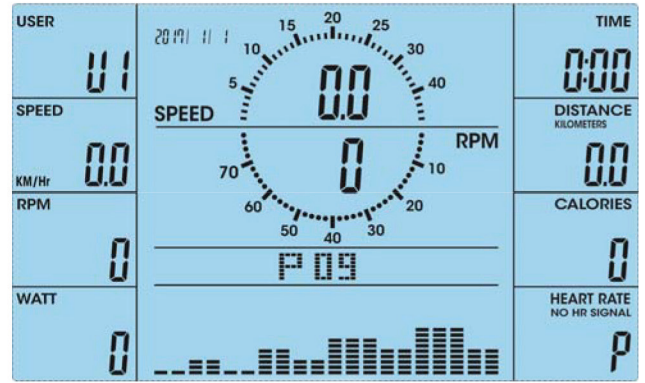 USER
U1
SPEED
0.0
KM/Hr
RPM
0
WATT
0
2017/ 1/ 1
5 10 15 20 25 30 40
0.0
SPEED
RPM
0
10 20 30 40 50 60 70
P09
TIME
0:00
DISTANCE
KILOMETERS
0.0
CALORIES
0
HEART RATE
NO HR SIGNAL
P